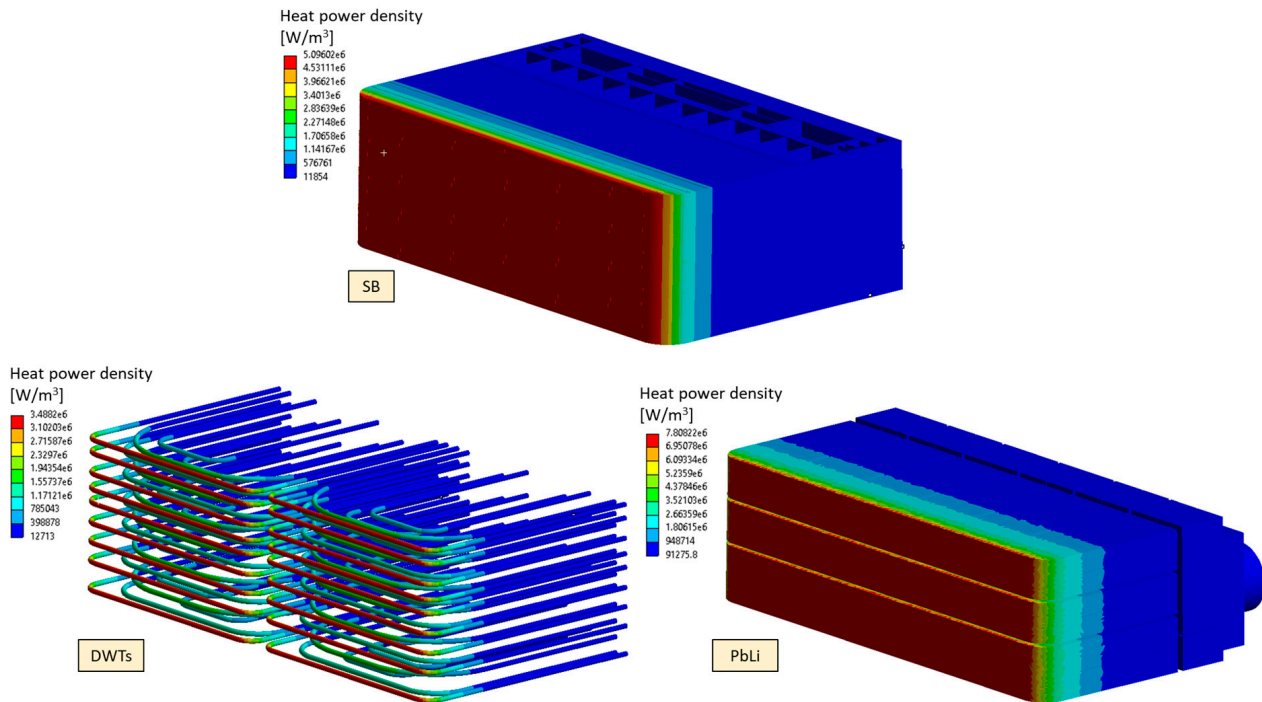 Heat power density
[W/m³]
5.09602e6
4.53111e6
3.96621e6
3.4013e6
2.83639e6
2.27148e6
1.70658e6
1.14167e6
576761
11854
SB
Heat power density
[W/m³]
3.4882e6
3.10203e6
2.71587e6
2.3297e6
1.94354e6
1.55737e6
1.17121e6
785043
398878
12713
DWTs
Heat power density
[W/m³]
7.80822e6
6.95078e6
6.09334e6
5.2359e6
4.37846e6
3.52103e6
2.66359e6
1.80615e6
948714
91275.8
PbLi